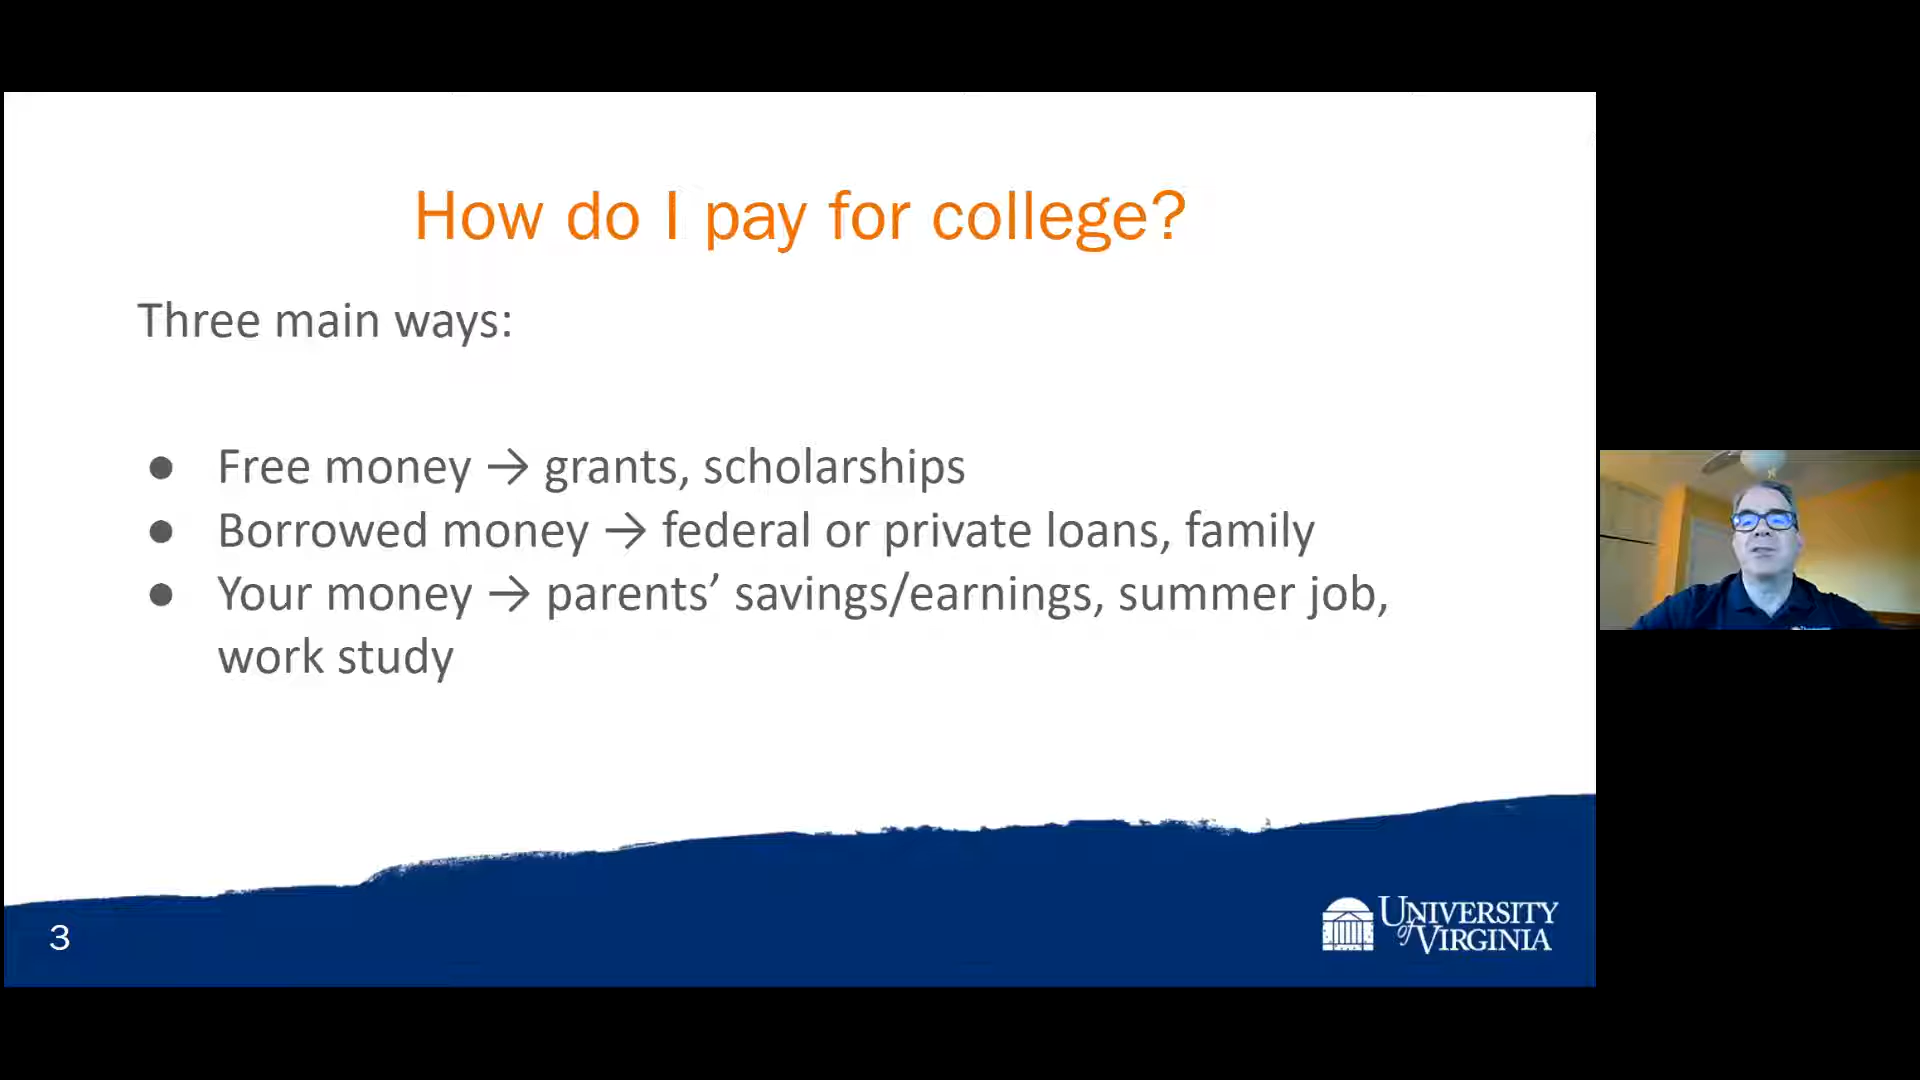 How do I pay for college?
Three main ways:
● Free money → grants, scholarships
● Borrowed money → federal or private loans, family
● Your money → parents’ savings/earnings, summer job,
work study
3
UNIVERSITY
of VIRGINIA